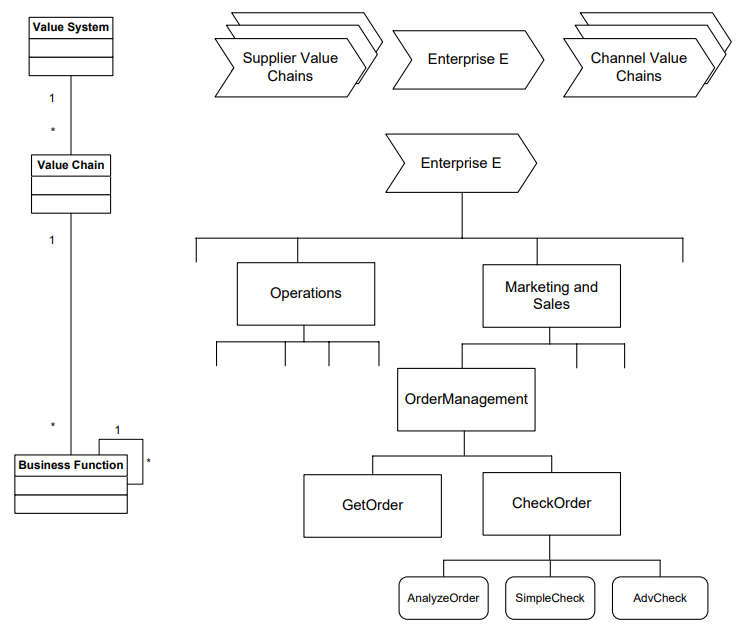 Value System
1
*
Value Chain
1
*
1
*
Business Function
Supplier Value
Chains
Enterprise E
Channel Value
Chains
Enterprise E
Operations
Marketing and
Sales
OrderManagement
GetOrder
CheckOrder
AnalyzeOrder
SimpleCheck
AdvCheck